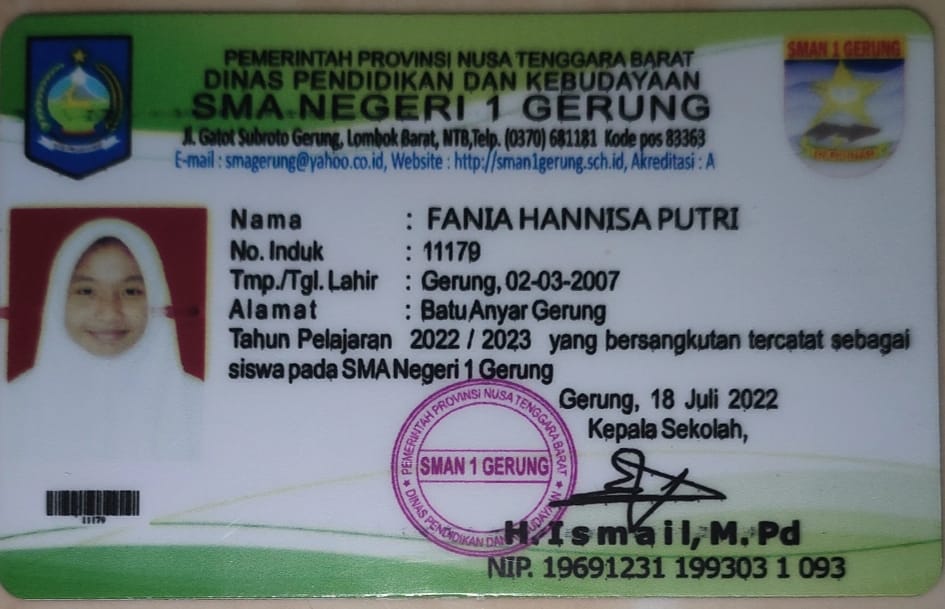 PEMERINTAH PROVINSI NUSA TENGGARA BARAT
DINAS PENDIDIKAN DAN KEBUDAYAAN
SMA NEGERI 1 GERUNG
Jl. Gatot Subroto Gerung, Lombok Barat, NTB,Telp. (0370) 681181 Kode pos 83363
E-mail : smagerung@yahoo.co.id, Website : http://sman1gerung.sch.id, Akreditasi : A
SMAN 1 GERUNG
Nama : FANIA HANNISA PUTRI
No. Induk : 11179
Tmp./Tgl. Lahir : Gerung, 02-03-2007
Alamat : Batu Anyar Gerung
Tahun Pelajaran 2022 / 2023 yang bersangkutan tercatat sebagai
siswa pada SMA Negeri 1 Gerung
Gerung, 18 Juli 2022
Kepala Sekolah,
PEMERINTAH PROVINSI NUSA TENGGARA BARAT
SMAN 1 GERUNG
DINAS PENDIDIKAN DAN KEBUDAYAAN
H.Ismail,M.Pd
NIP. 19691231 199303 1 093
11179